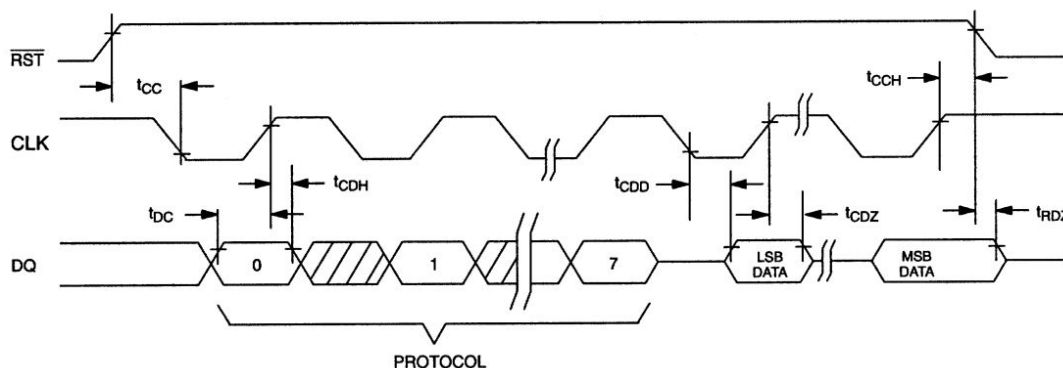 RST
tCC
tCCH
CLK
tCDH
tCDD
tDC
tCDZ
tRDZ
DQ
0
1
7
LSB
DATA
MSB
DATA
PROTOCOL